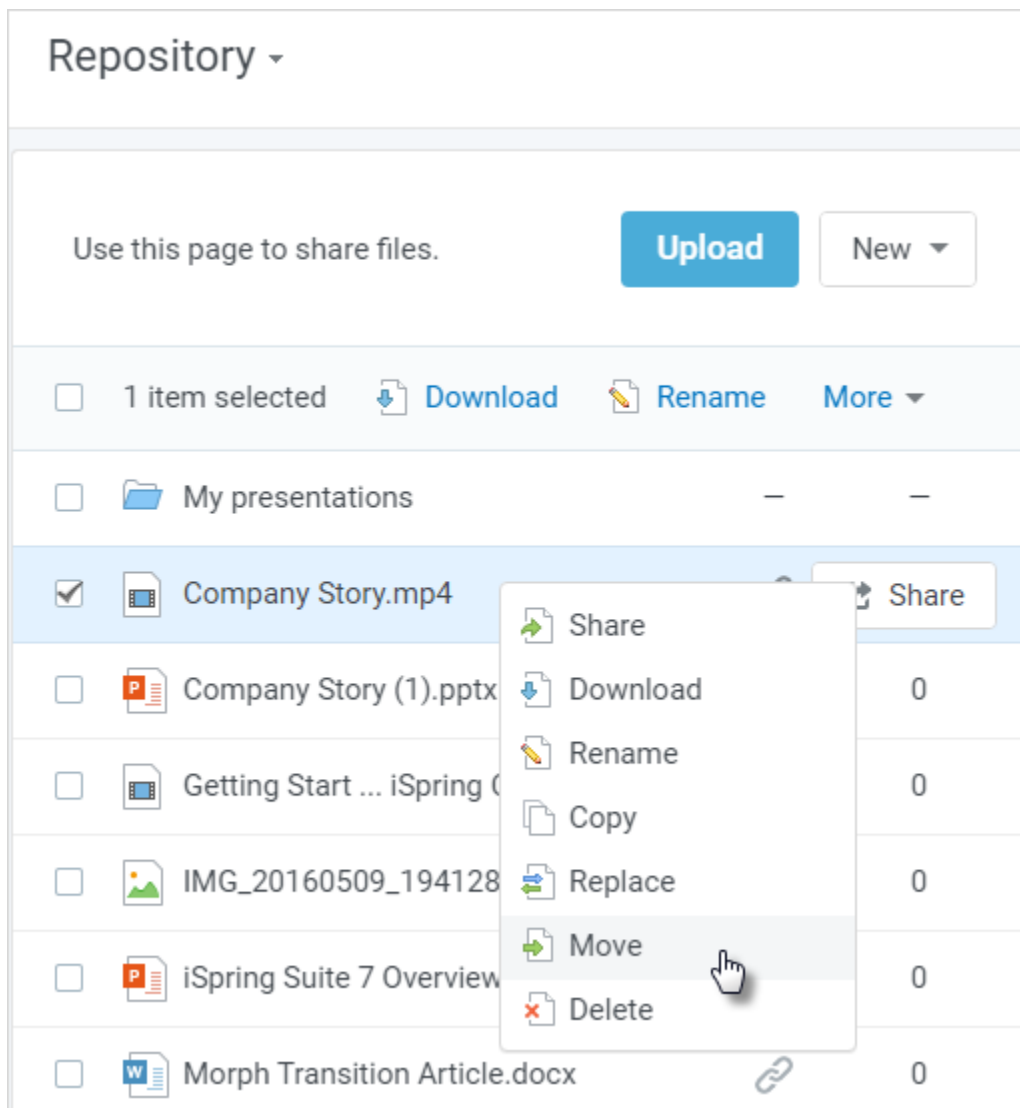 Repository
Use this page to share files.
Upload
New
1 item selected
Download
Rename
More
My presentations
– –
Company Story.mp4
Share
Share
Company Story (1).pptx
Download
0
Rename
Getting Start ... iSpring
0
Copy
IMG_20160509_194128
Replace
0
Move
iSpring Suite 7 Overview
0
Delete
Morph Transition Article.docx
0